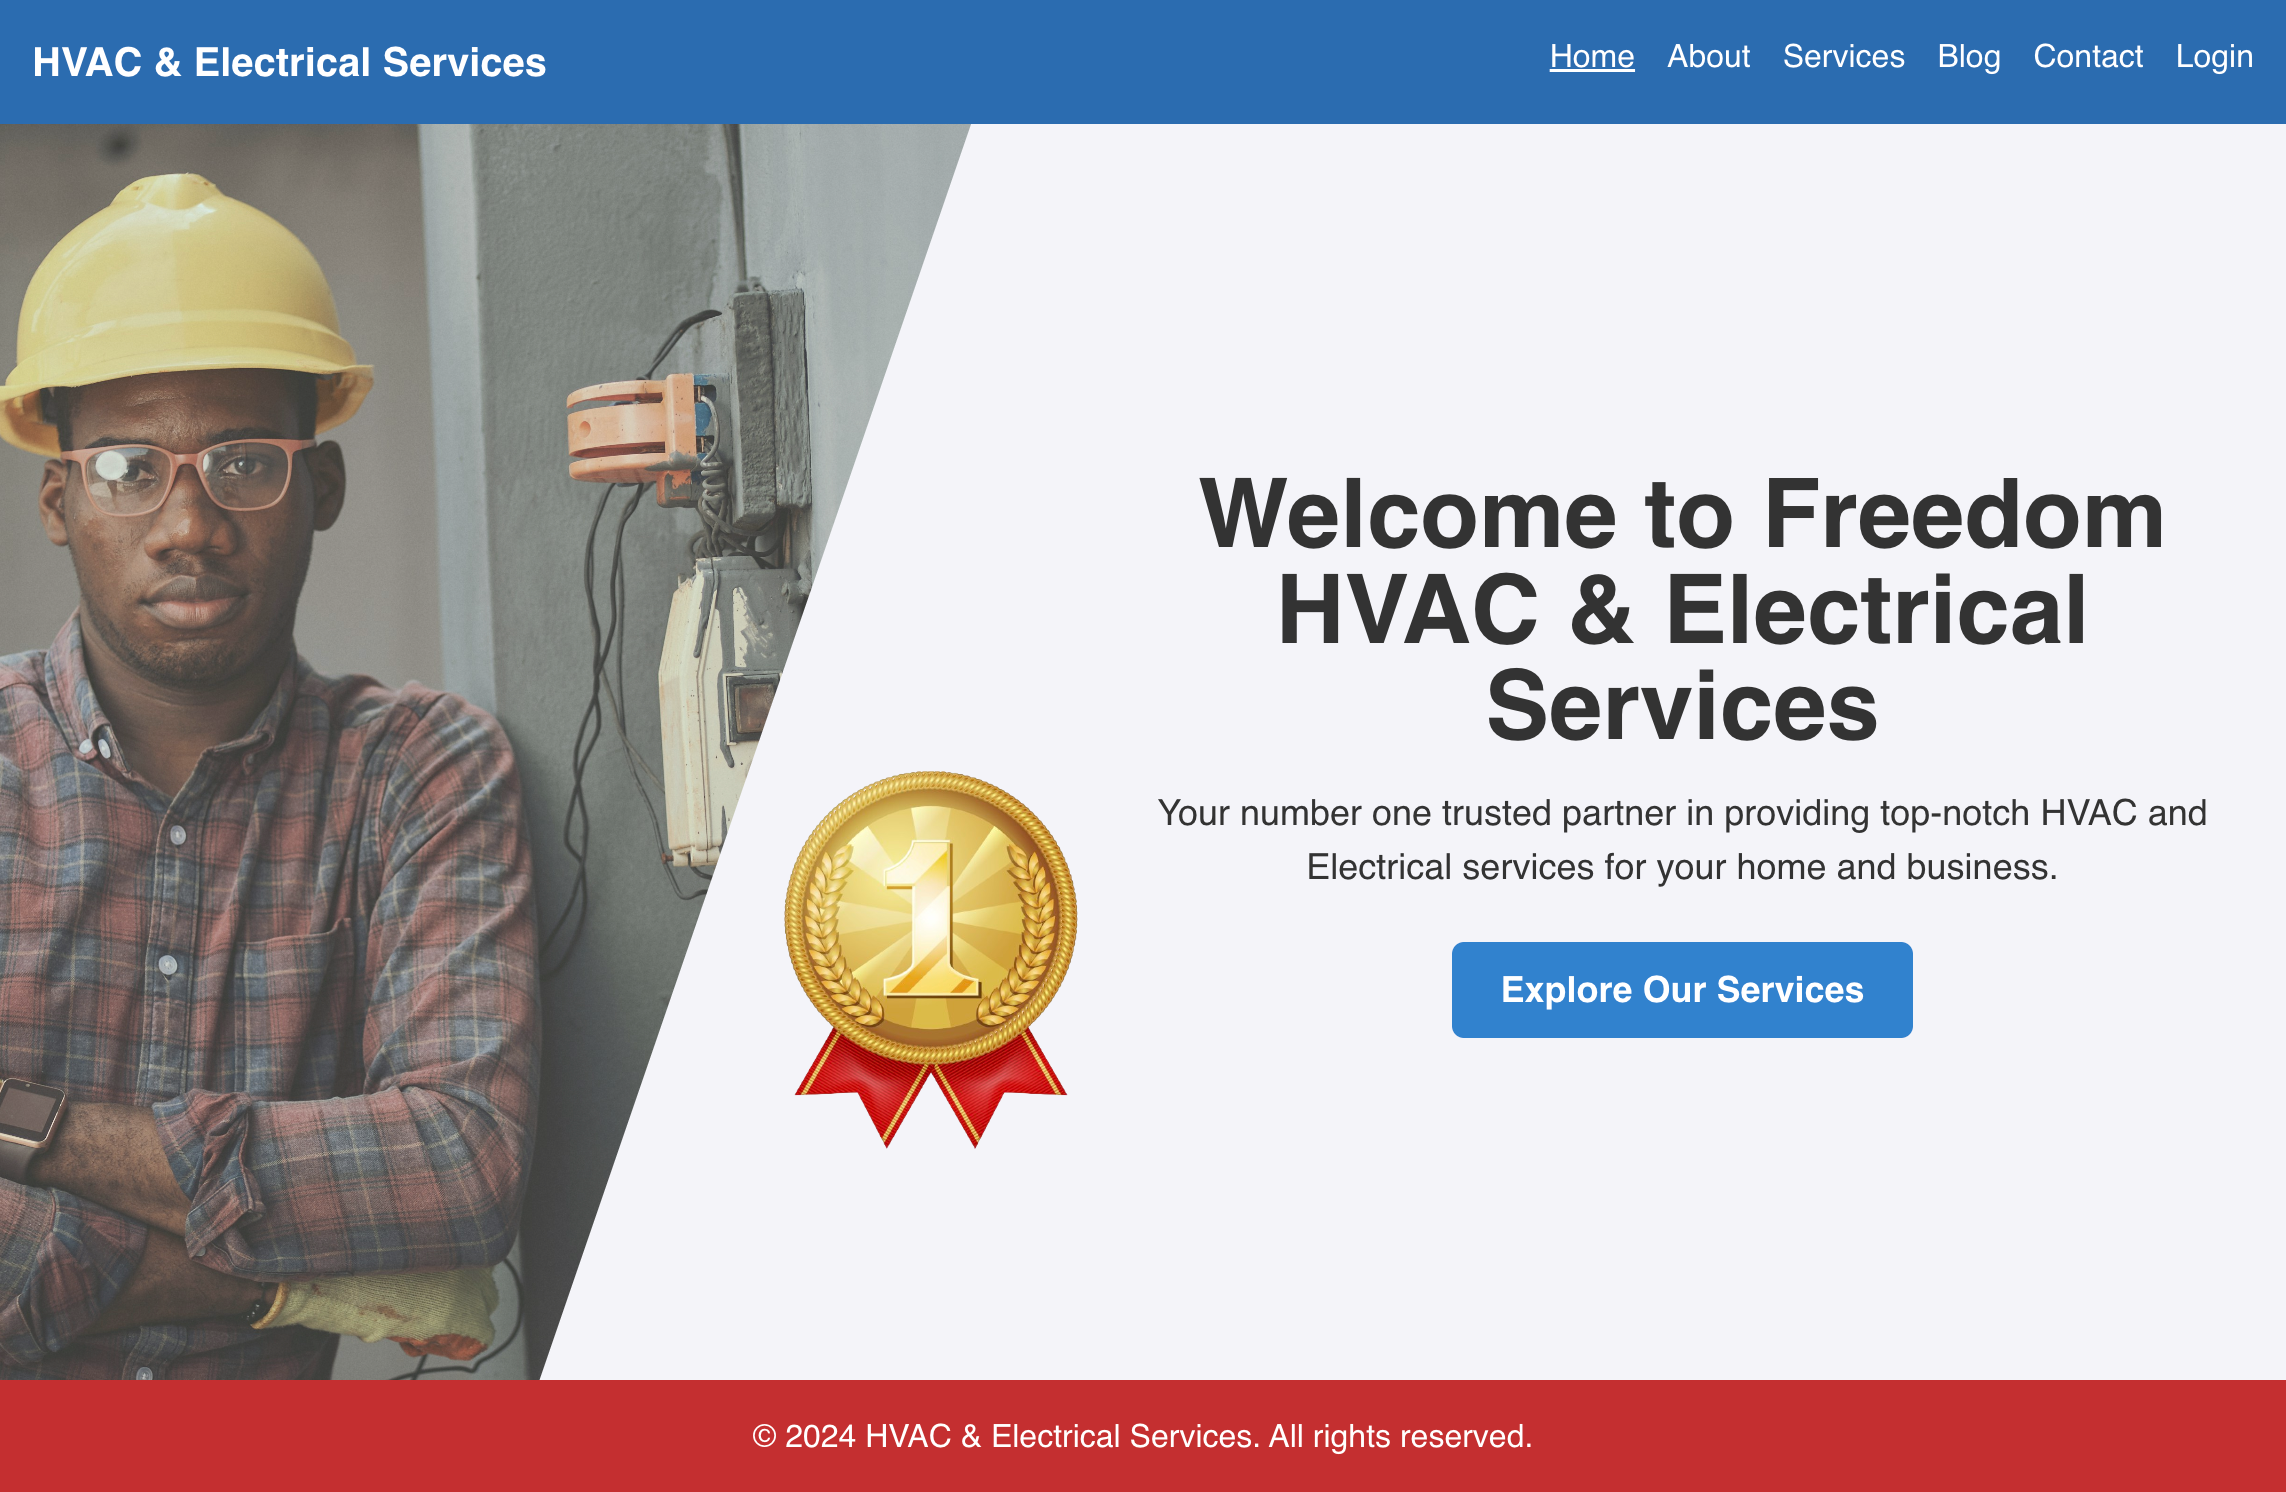 HVAC & Electrical Services
Home About Services Blog Contact Login
Welcome to Freedom
HVAC & Electrical
Services
Your number one trusted partner in providing top-notch HVAC and
Electrical services for your home and business.
1
Explore Our Services
© 2024 HVAC & Electrical Services. All rights reserved.